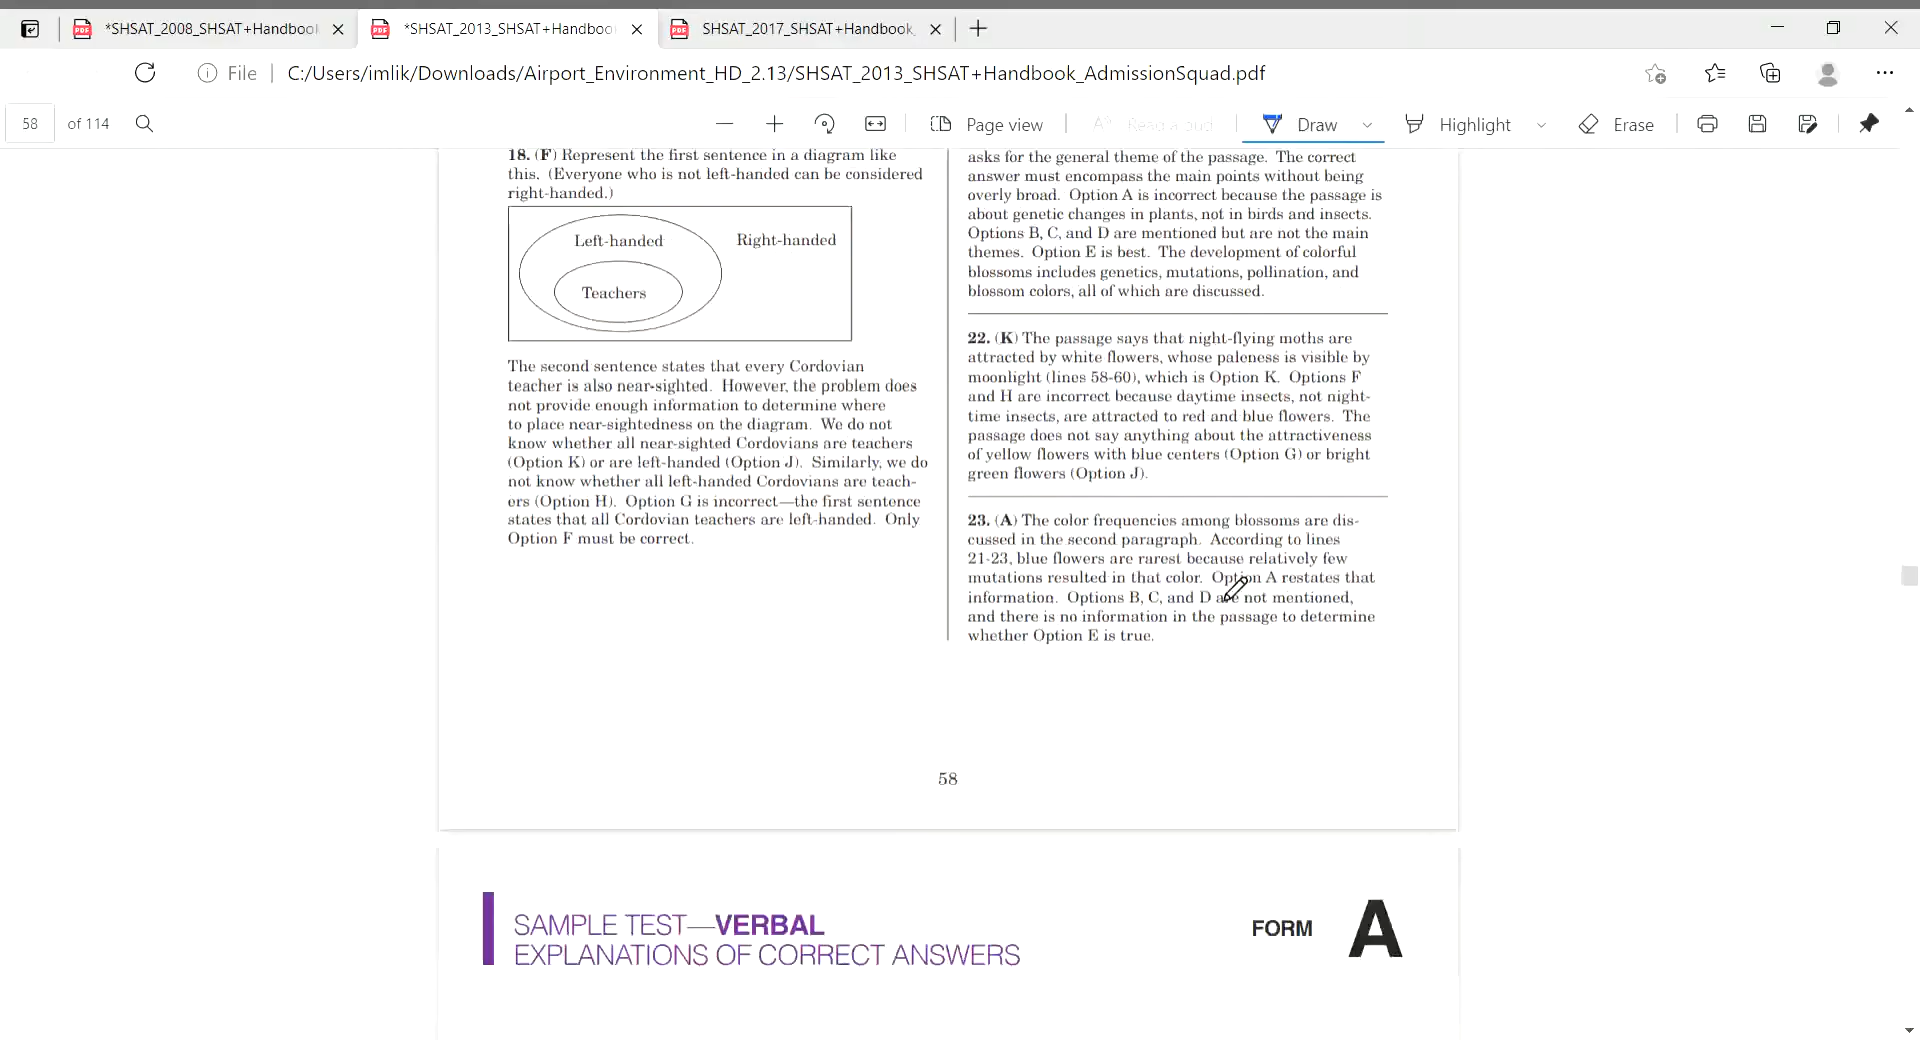 *SHSAT_2008_SHSAT+Handbook
*SHSAT_2013_SHSAT+Handboo
SHSAT_2017_SHSAT+Handbook_
File
C:/Users/imlik/Downloads/Airport_Environment_HD_2.13/SHSAT_2013_SHSAT+Handbook_AdmissionSquad.pdf
58 of 114
Page view
Read aloud
Draw
Highlight
Erase
18. (F) Represent the first sentence in a diagram like
this. (Everyone who is not left-handed can be considered
right-handed.)
Left-handed
Right-handed
Teachers
The second sentence states that every Cordovian
teacher is also near-sighted. However, the problem does
not provide enough information to determine where
to place near-sightedness on the diagram. We do not
know whether all near-sighted Cordovians are teachers
(Option K) or are left-handed (Option J). Similarly, we do
not know whether all left-handed Cordovians are teach-
ers (Option H). Option G is incorrect—the first sentence
states that all Cordovian teachers are left-handed. Only
Option F must be correct.
asks for the general theme of the passage. The correct
answer must encompass the main points without being
overly broad. Option A is incorrect because the passage is
about genetic changes in plants, not in birds and insects.
Options B, C, and D are mentioned but are not the main
themes. Option E is best. The development of colorful
blossoms includes genetics, mutations, pollination, and
blossom colors, all of which are discussed.
22. (K) The passage says that night-flying moths are
attracted by white flowers, whose paleness is visible by
moonlight (lines 58-60), which is Option K. Options F
and H are incorrect because daytime insects, not night-
time insects, are attracted to red and blue flowers. The
passage does not say anything about the attractiveness
of yellow flowers with blue centers (Option G) or bright
green flowers (Option J).
23. (A) The color frequencies among blossoms are dis-
cussed in the second paragraph. According to lines
21-23, blue flowers are rarest because relatively few
mutations resulted in that color. Option A restates that
information. Options B, C, and D are not mentioned,
and there is no information in the passage to determine
whether Option E is true.
58
SAMPLE TEST—VERBAL
EXPLANATIONS OF CORRECT ANSWERS
FORM A